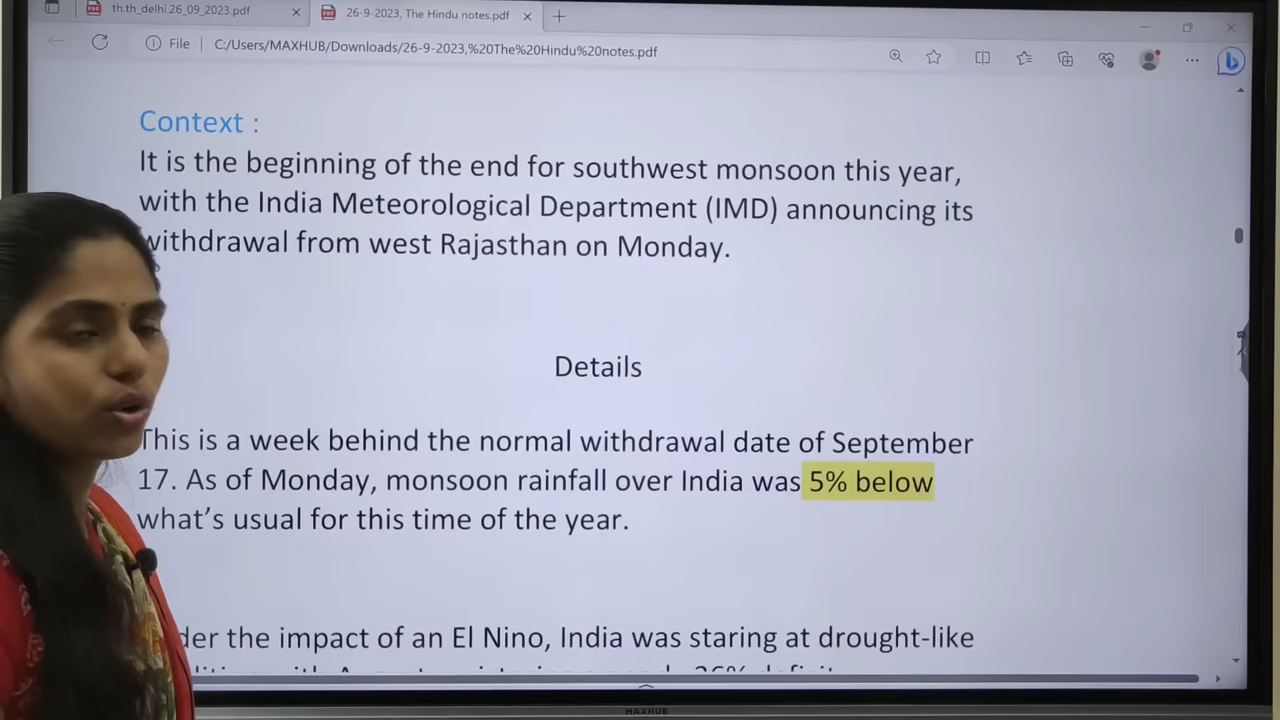 th.th_delhi.26_09_2023.pdf
26-9-2023, The Hindu notes.pdf
File
C:/Users/MAXHUB/Downloads/26-9-2023,%20The%20Hindu%20notes.pdf
Context :
It is the beginning of the end for southwest monsoon this year,
with the India Meteorological Department (IMD) announcing its
withdrawal from west Rajasthan on Monday.
Details
This is a week behind the normal withdrawal date of September
17. As of Monday, monsoon rainfall over India was 5% below
what's usual for this time of the year.
der the impact of an El Nino, India was staring at drought-like
MAXHUB